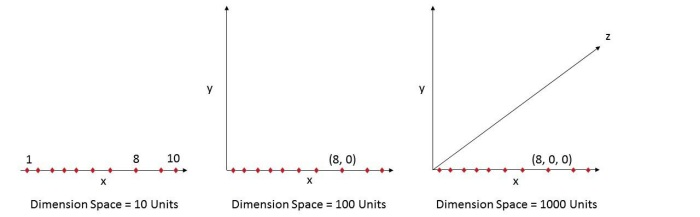 1 8 10
x
Dimension Space = 10 Units
y
(8, 0)
x
Dimension Space = 100 Units
z
y
(8, 0, 0)
x
Dimension Space = 1000 Units